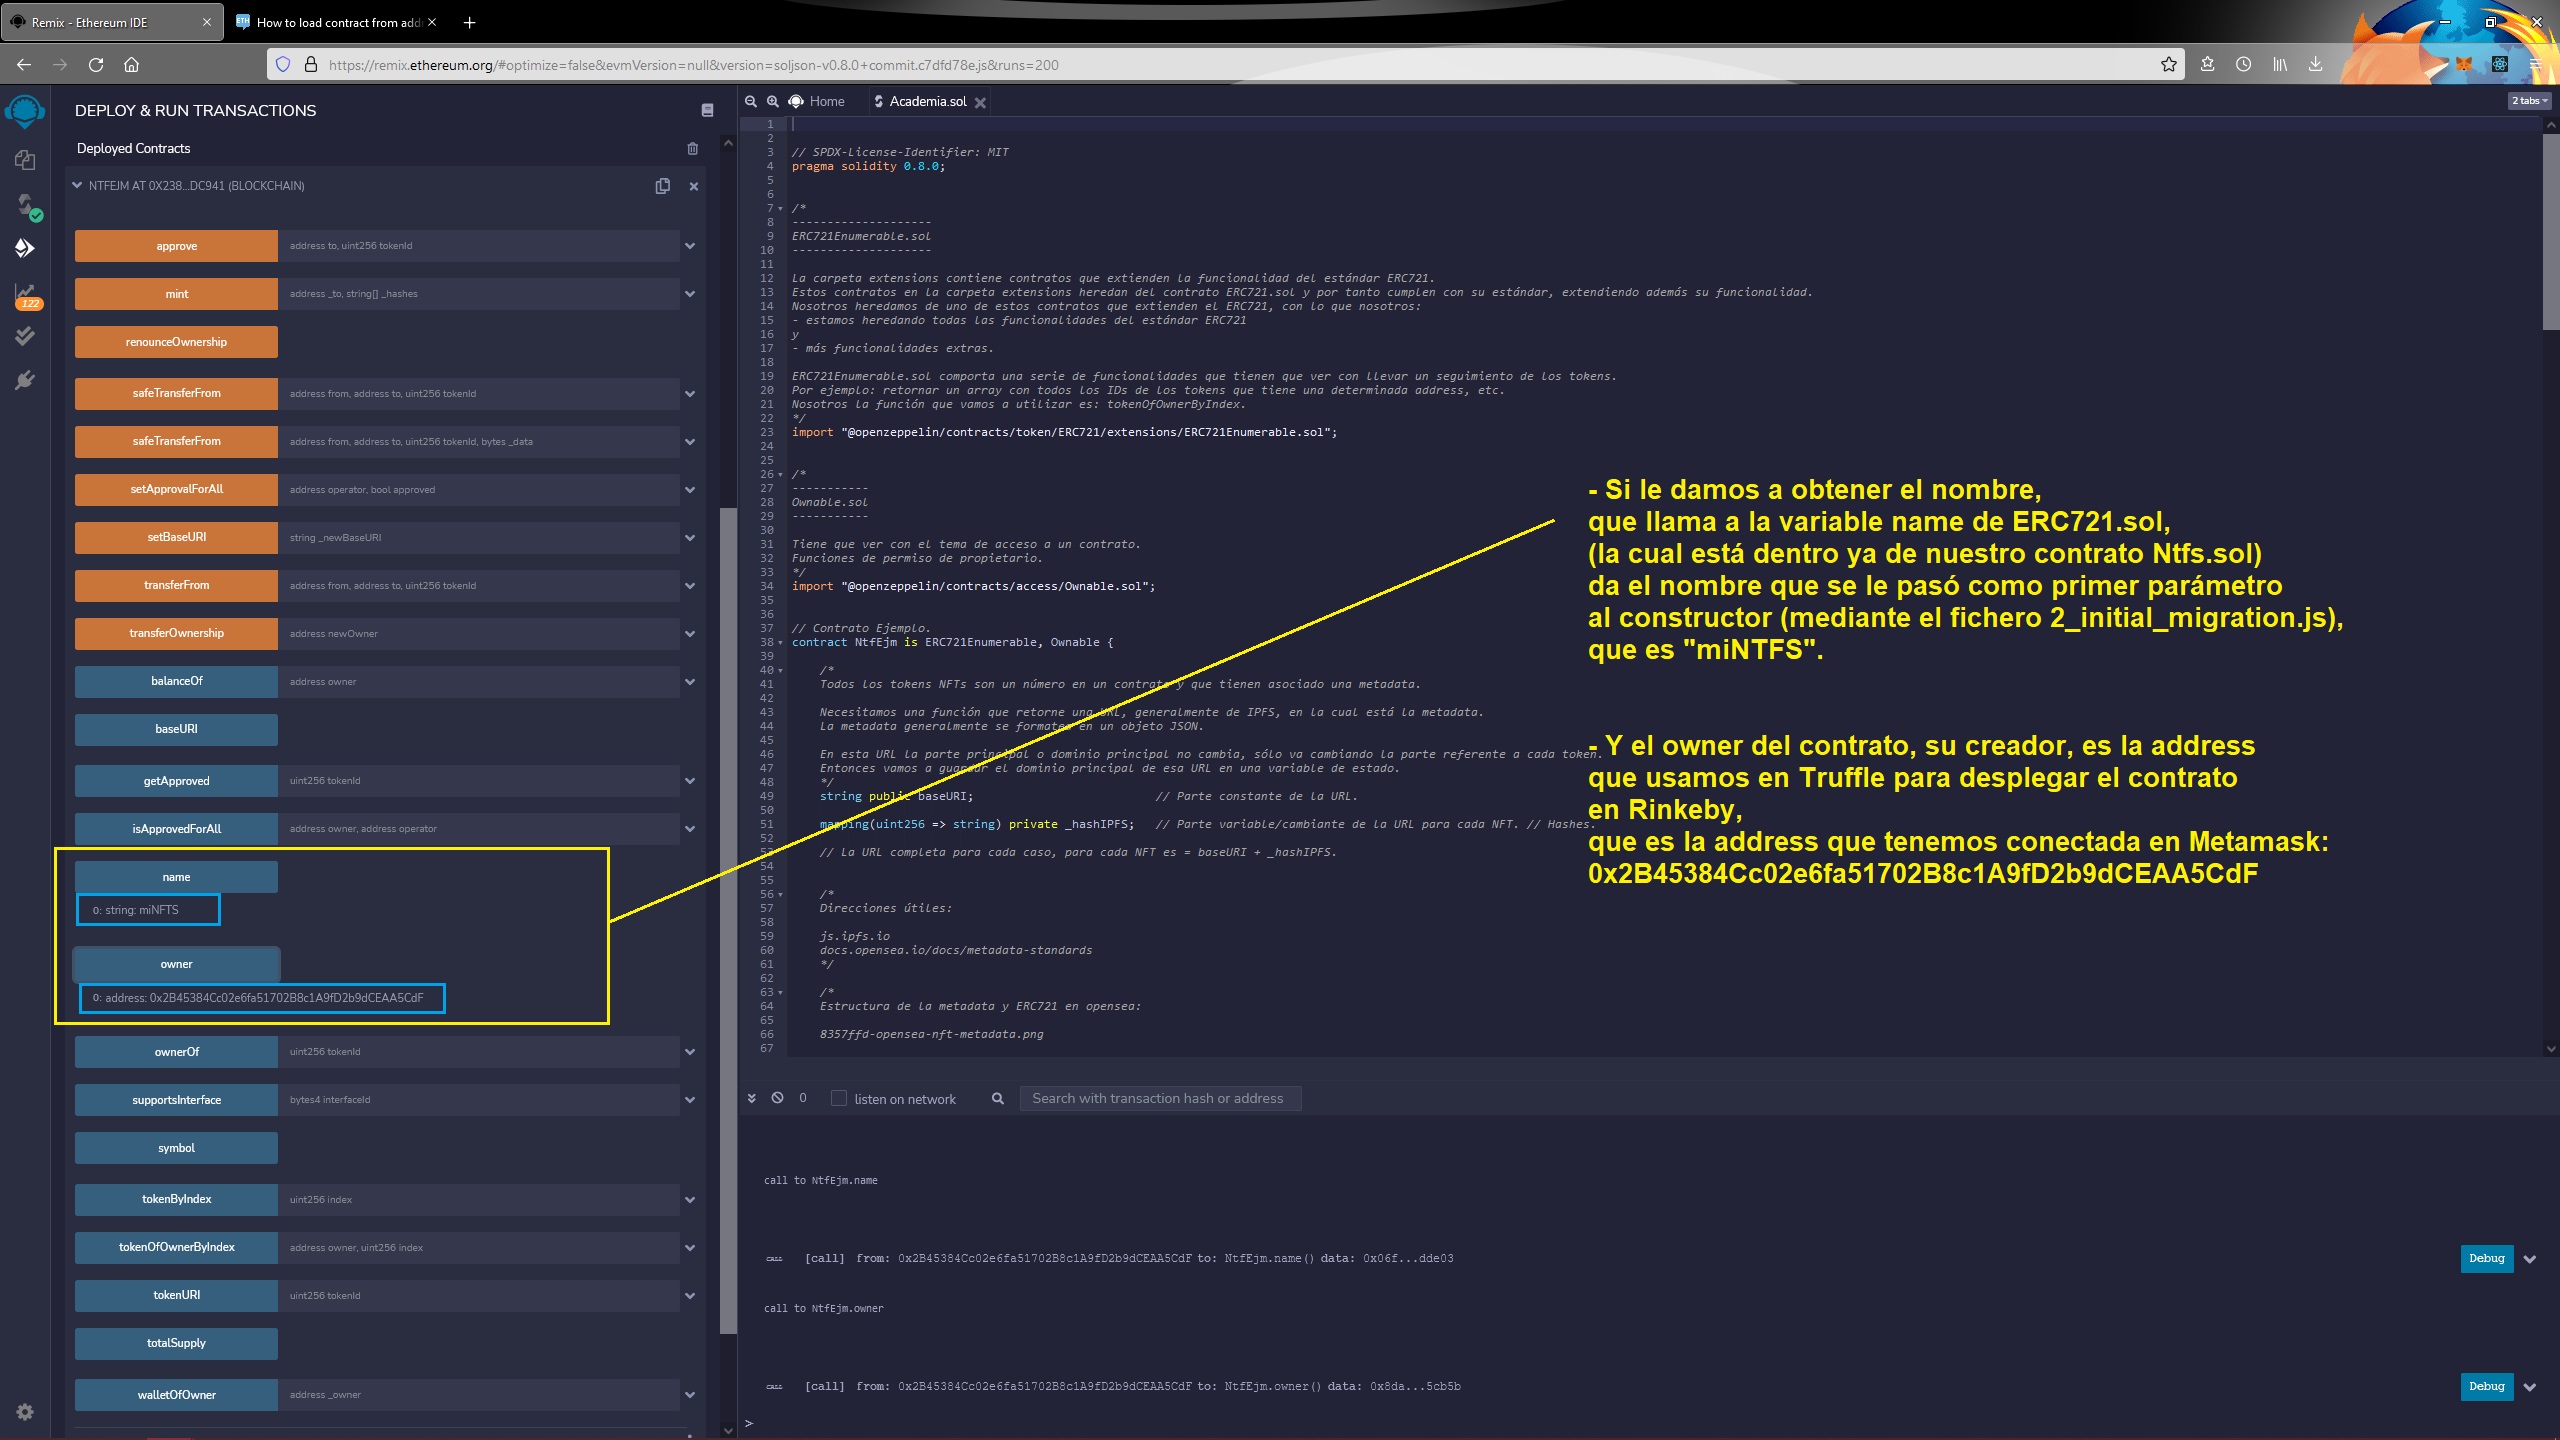 Remix - Ethereum IDE
How to load contract from add
https://remix.ethereum.org/#optimize=false&evmVersion=null&version=soljson-v0.8.0+commit.c7dfd78e.js&runs=200
DEPLOY & RUN TRANSACTIONS
Deployed Contracts
NTFEJM AT 0X238...DC941 (BLOCKCHAIN)
approve address to, uint256 tokenId
mint address _to, string[] _hashes
renounceOwnership
safeTransferFrom address from, address to, uint256 tokenId
safeTransferFrom address from, address to, uint256 tokenId, bytes _data
setApprovalForAll address operator, bool approved
setBaseURI string _newBaseURI
transferFrom address from, address to, uint256 tokenId
transferOwnership address newOwner
balanceOf address owner
baseURI
getApproved uint256 tokenId
isApprovedForAll address owner, address operator
name
0: string: miNFTS
owner
0: address: 0x2B45384Cc02e6fa51702B8c1A9fD2b9dCEAA5CdF
ownerOf uint256 tokenId
supportsInterface bytes4 interfaceId
symbol
tokenByIndex uint256 index
tokenOfOwnerByIndex address owner, uint256 index
tokenURI uint256 tokenId
totalSupply
walletOfOwner address _owner
122
Home
Academia.sol
2 tabs
1
2
3 // SPDX-License-Identifier: MIT
4 pragma solidity 0.8.0;
5
6
7 /*
8 --------------------
9 ERC721Enumerable.sol
10 --------------------
11
12 La carpeta extensions contiene contratos que extienden la funcionalidad del estándar ERC721.
13 Estos contratos en la carpeta extensions heredan del contrato ERC721.sol y por tanto cumplen con su estándar, extendiendo además su funcionalidad.
14 Nosotros heredamos de uno de estos contratos que extienden el ERC721, con lo que nosotros:
15 - estamos heredando todas las funcionalidades del estándar ERC721
16 y
17 - más funcionalidades extras.
18
19 ERC721Enumerable.sol comporta una serie de funcionalidades que tienen que ver con llevar un seguimiento de los tokens.
20 Por ejemplo: retornar un array con todos los IDs de los tokens que tiene una determinada address, etc.
21 Nosotros la función que vamos a utilizar es: tokenOfOwnerByIndex.
22 */
23 import "@openzeppelin/contracts/token/ERC721/extensions/ERC721Enumerable.sol";
24
25
26 /*
27 -----------
28 Ownable.sol
29 -----------
30
31 Tiene que ver con el tema de acceso a un contrato.
32 Funciones de permiso de propietario.
33 */
34 import "@openzeppelin/contracts/access/Ownable.sol";
35
36
37 // Contrato Ejemplo.
38 contract NtfEjm is ERC721Enumerable, Ownable {
39
40 /*
41 Todos los tokens NFTs son un número en un contrato y que tienen asociado una metadata.
42
43 Necesitamos una función que retorne una URL, generalmente de IPFS, en la cual está la metadata.
44 La metadata generalmente se formatea en un objeto JSON.
45
46 En esta URL la parte principal o dominio principal no cambia, sólo va cambiando la parte referente a cada token.
47 Entonces vamos a guardar el dominio principal de esa URL en una variable de estado.
48 */
49 string public baseURI; // Parte constante de la URL.
50
51 mapping(uint256 => string) private _hashIPFS; // Parte variable/cambiante de la URL para cada NFT. // Hashes.
52
53 // La URL completa para cada caso, para cada NFT es = baseURI + _hashIPFS.
54
55
56 /*
57 Direcciones útiles:
58
59 js.ipfs.io
60 docs.opensea.io/docs/metadata-standards
61 */
62
63 /*
64 Estructura de la metadata y ERC721 en opensea:
65
66 8357ffd-opensea-nft-metadata.png
67
- Si le damos a obtener el nombre,
que llama a la variable name de ERC721.sol,
(la cual está dentro ya de nuestro contrato Ntfs.sol)
da el nombre que se le pasó como primer parámetro
al constructor (mediante el fichero 2_initial_migration.js),
que es "miNTFS".
- Y el owner del contrato, su creador, es la address
que usamos en Truffle para desplegar el contrato
en Rinkeby,
que es la address que tenemos conectada en Metamask:
0x2B45384Cc02e6fa51702B8c1A9fD2b9dCEAA5CdF
0 listen on network Search with transaction hash or address
call to NtfEjm.name
CALL [call] from: 0x2B45384Cc02e6fa51702B8c1A9fD2b9dCEAA5CdF to: NtfEjm.name() data: 0x06f...dde03 Debug
call to NtfEjm.owner
CALL [call] from: 0x2B45384Cc02e6fa51702B8c1A9fD2b9dCEAA5CdF to: NtfEjm.owner() data: 0x8da...5cb5b Debug
>